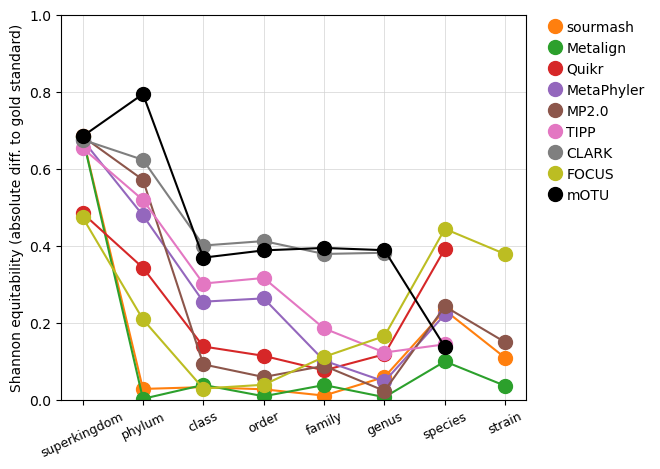 Shannon equitability (absolute diff. to gold standard)
1.0
0.8
0.6
0.4
0.2
0.0
superkingdom
phylum
class
order
family
genus
species
strain
sourmash
Metalign
Quikr
MetaPhyler
MP2.0
TIPP
CLARK
FOCUS
mOTU